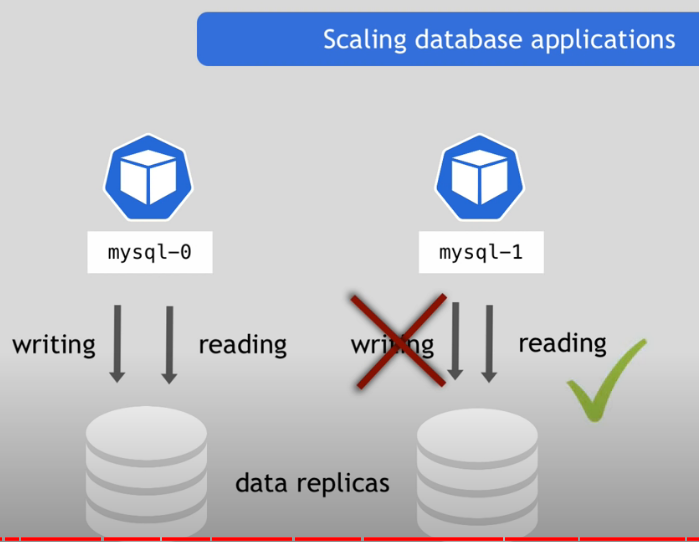 Scaling database applications
mysql-0
mysql-1
writing
reading
writing
reading
data replicas